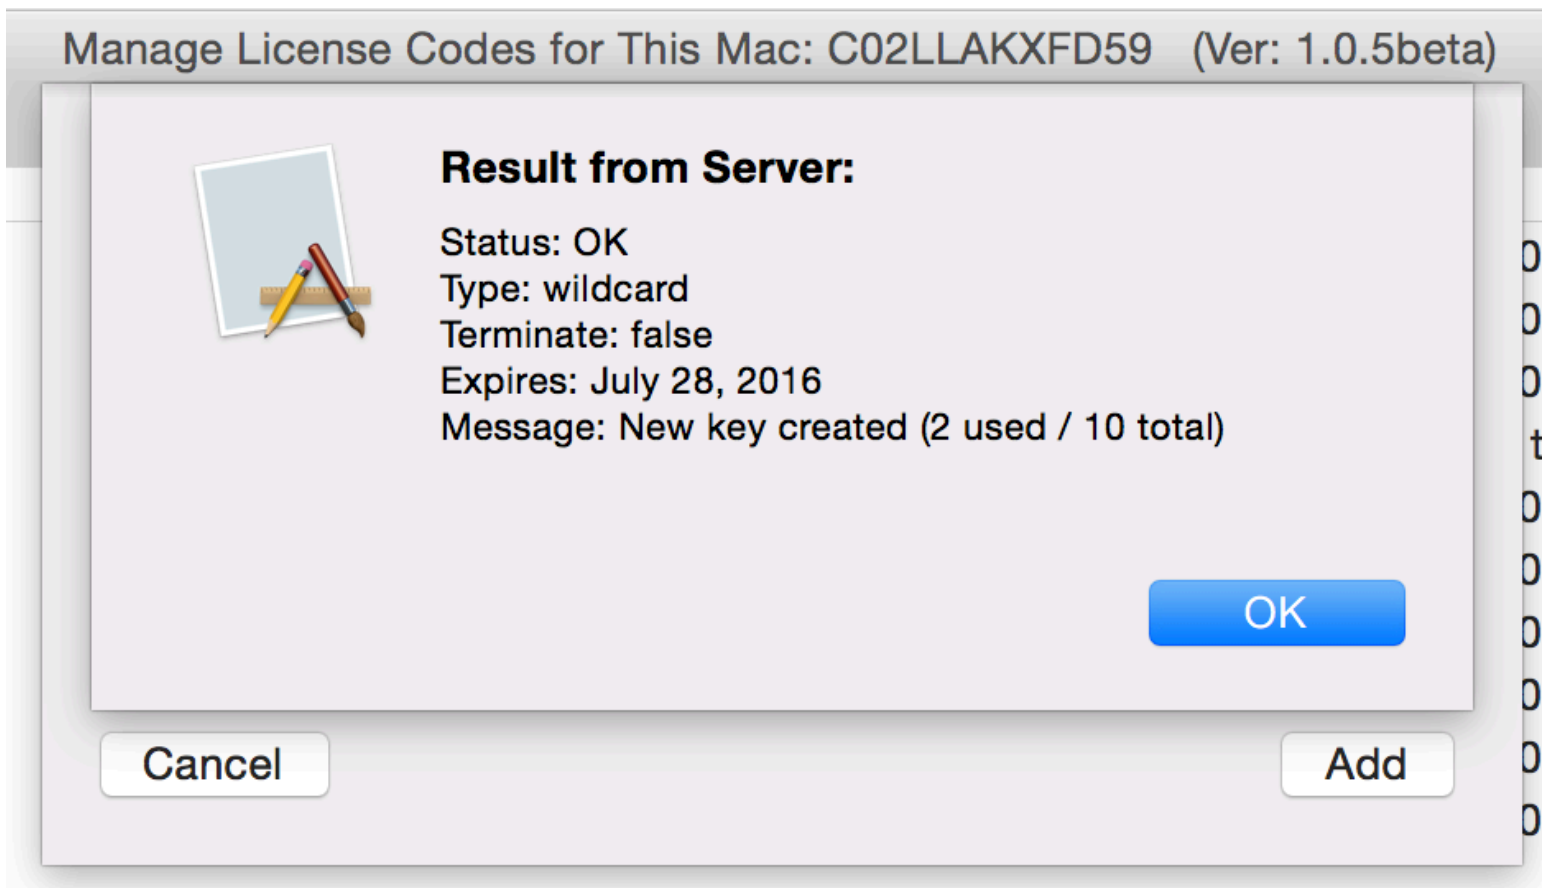 Manage License Codes for This Mac: C02LLAKXFD59 (Ver: 1.0.5beta)
Result from Server:
Status: OK
Type: wildcard
Terminate: false
Expires: July 28, 2016
Message: New key created (2 used / 10 total)
OK
Cancel
Add